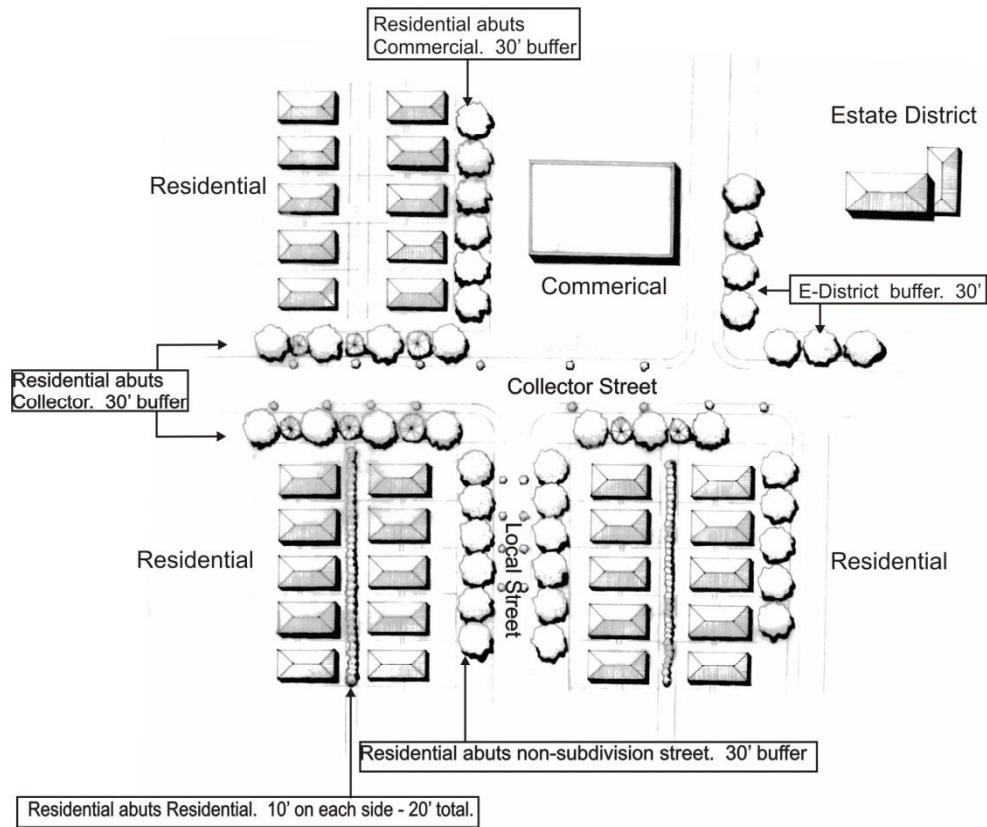 Residential abuts
Commercial.  30' buffer
Estate District
Residential
Commerical
E-District buffer.  30'
Residential abuts
Collector.  30' buffer
Collector Street
Local Street
Residential
Residential
Residential abuts non-subdivision street.  30' buffer
Residential abuts Residential.  10' on each side - 20' total.